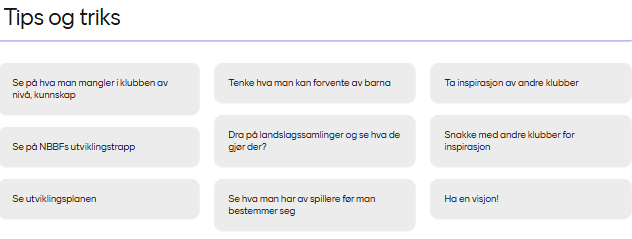 Tips og triks
Se på hva man mangler i klubben av
nivå, kunnskap
Se på NBBFs utviklingstrapp
Se utviklingsplanen
Tenke hva man kan forvente av barna
Dra på landslagssamlinger og se hva de
gjør der?
Se hva man har av spillere før man
bestemmer seg
Ta inspirasjon av andre klubber
Snakke med andre klubber for
inspirasjon
Ha en visjon!